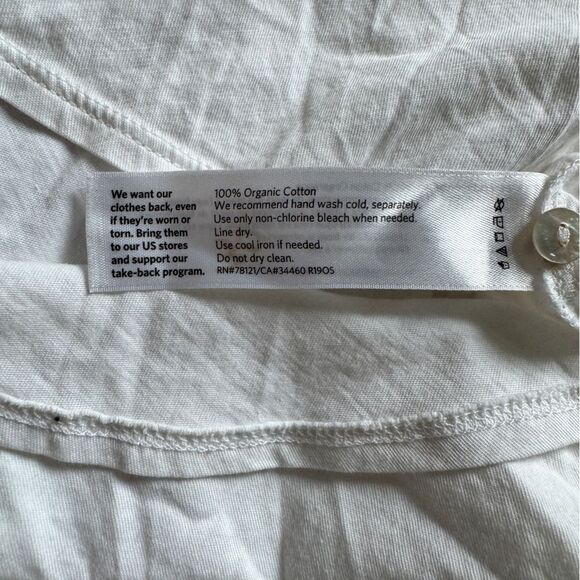 We want our
clothes back, even
if they're worn or
torn. Bring them
to our US stores
and support our
take-back program.
100% Organic Cotton
We recommend hand wash cold, separately.
Use only non-chlorine bleach when needed.
Line dry.
Use cool iron if needed.
Do not dry clean.
RN#78121/CA#34460 R19OS